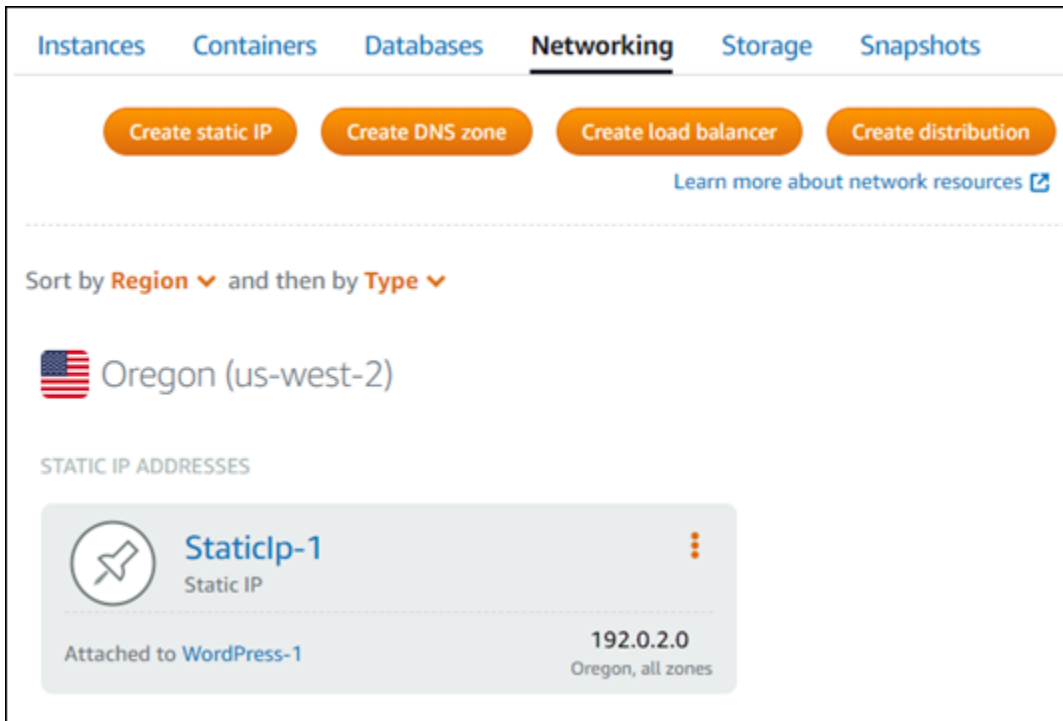 Instances Containers Databases Networking Storage Snapshots
Create static IP Create DNS zone Create load balancer Create distribution
Learn more about network resources
Sort by Region and then by Type
Oregon (us-west-2)
STATIC IP ADDRESSES
StaticIp-1
Static IP
Attached to WordPress-1 192.0.2.0
Oregon, all zones